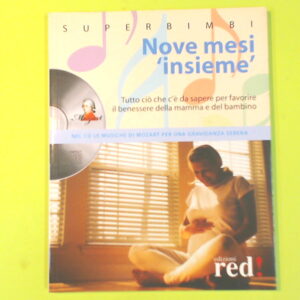 SUPERBIMBI
Nove mesi
'insieme'
Tutto ciò che c'è da sapere per favorire
il benessere della mamma e del bambino
Mozart
NEL CD LE MUSICHE DI MOZART PER UNA GRAVIDANZA SERENA
edizioni
red!